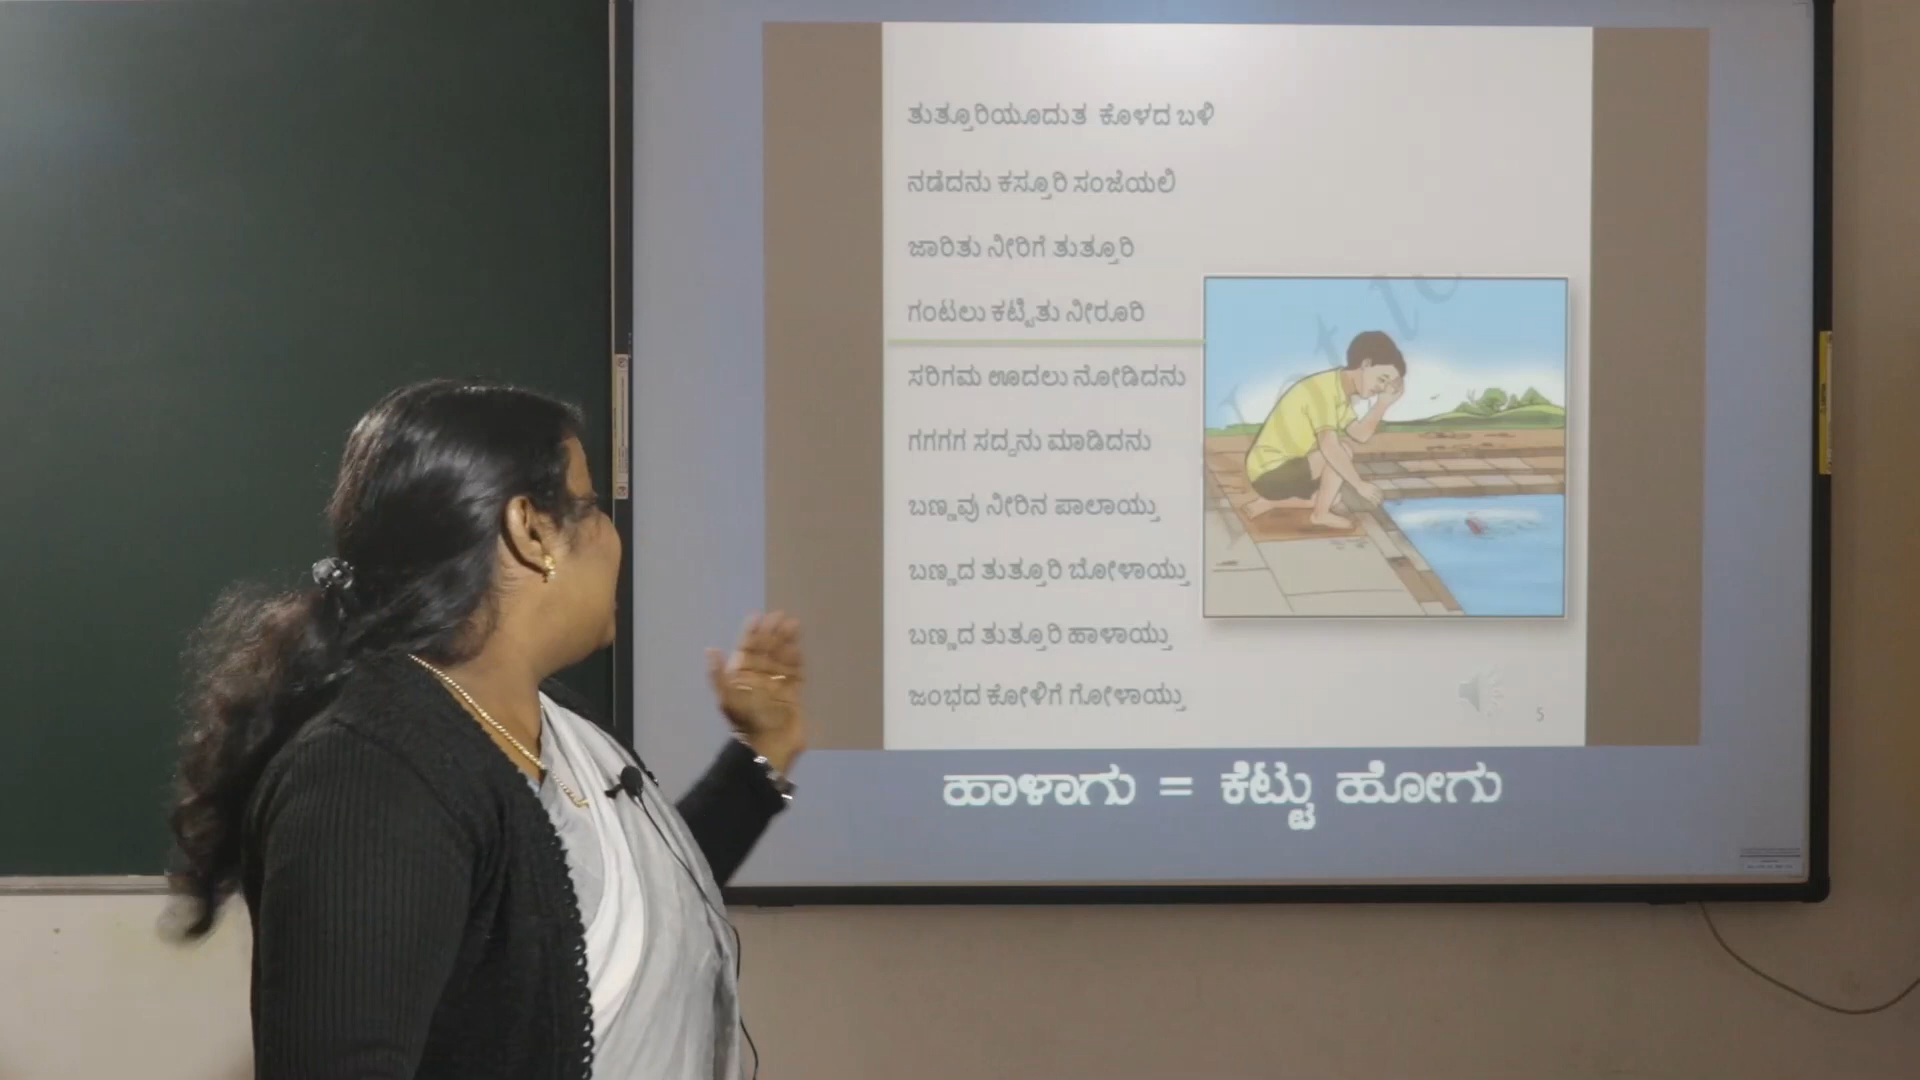 ತುತ್ತೂರಿಯೂದುತ ಕೊಳದ ಬಳಿ
ನಡೆದನು ಕಸ್ತೂರಿ ಸಂಜೆಯಲಿ
ಜಾರಿತು ನೀರಿಗೆ ತುತ್ತೂರಿ
ಗಂಟಲು ಕಟ್ಟಿತು ನೀರೂರಿ
ಸರಿಗಮ ಊದಲು ನೋಡಿದನು
ಗಗಗಗ ಸದ್ದನು ಮಾಡಿದನು
ಬಣ್ಣವು ನೀರಿನ ಪಾಲಾಯ್ತು
ಬಣ್ಣದ ತುತ್ತೂರಿ ಬೋಳಾಯ್ತು
ಬಣ್ಣದ ತುತ್ತೂರಿ ಹಾಳಾಯ್ತು
ಜಂಭದ ಕೋಳಿಗೆ ಗೋಳಾಯ್ತು
5
ಹಾಳಾಗು = ಕೆಟ್ಟು ಹೋಗು